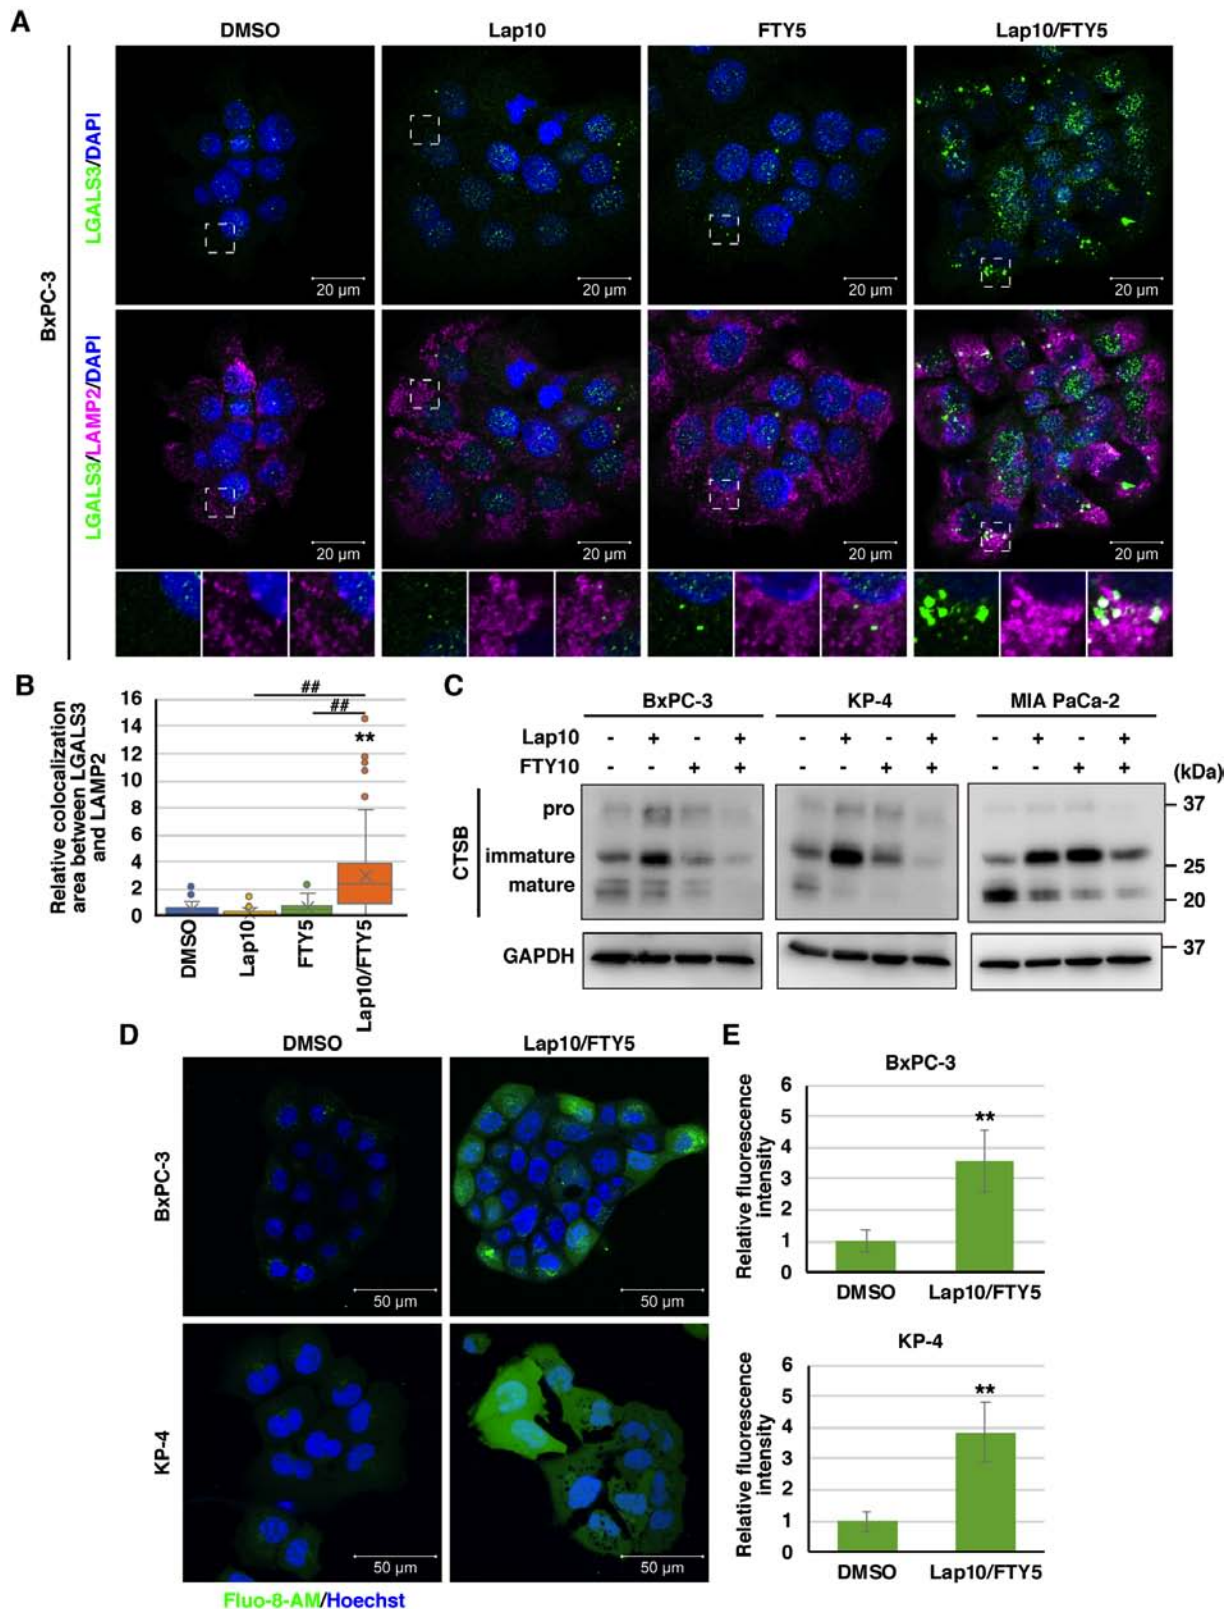 A
DMSO
Lap10
FTY5
Lap10/FTY5
BxPC-3
LGALS3/DAPI
20 µm
20 µm
20 µm
20 µm
LGALS3/LAMP2/DAPI
20 µm
20 µm
20 µm
20 µm
B
Relative colocalization
area between LGALS3
and LAMP2
16
14
12
10
8
6
4
2
0
##
##
**
DMSO
Lap10
FTY5
Lap10/FTY5
C
BxPC-3
KP-4
MIA PaCa-2
Lap10 - + - + - + - + - + - +
FTY10 - - + + - - + + - - + +
(kDa)
CTSB
pro
immature
mature
37
25
20
GAPDH
37
D
DMSO
Lap10/FTY5
BxPC-3
50 µm
50 µm
KP-4
50 µm
50 µm
Fluo-8-AM/Hoechst
E
BxPC-3
Relative fluorescence
intensity
6
5
4
3
2
1
0
**
DMSO
Lap10/FTY5
KP-4
Relative fluorescence
intensity
6
5
4
3
2
1
0
**
DMSO
Lap10/FTY5